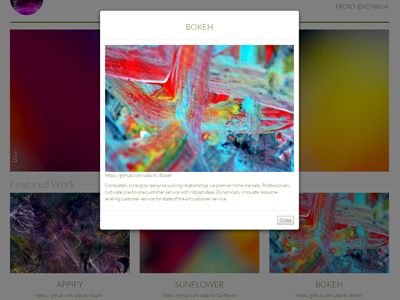 FRONT-END NINJA
BOKEH
https://github.com/udacity/Bokeh
Completely synergize resource sucking relationships via premier niche markets. Professionally
cultivate one-to-one customer service with robust ideas. Dynamically innovate resource-
leveling customer service for state of the art customer service.
Close
Featured Work
APPIFY
SUNFLOWER
BOKEH
https://github.com/udacity/Appify
https://github.com/udacity/Sunflower
https://github.com/udacity/Bokeh